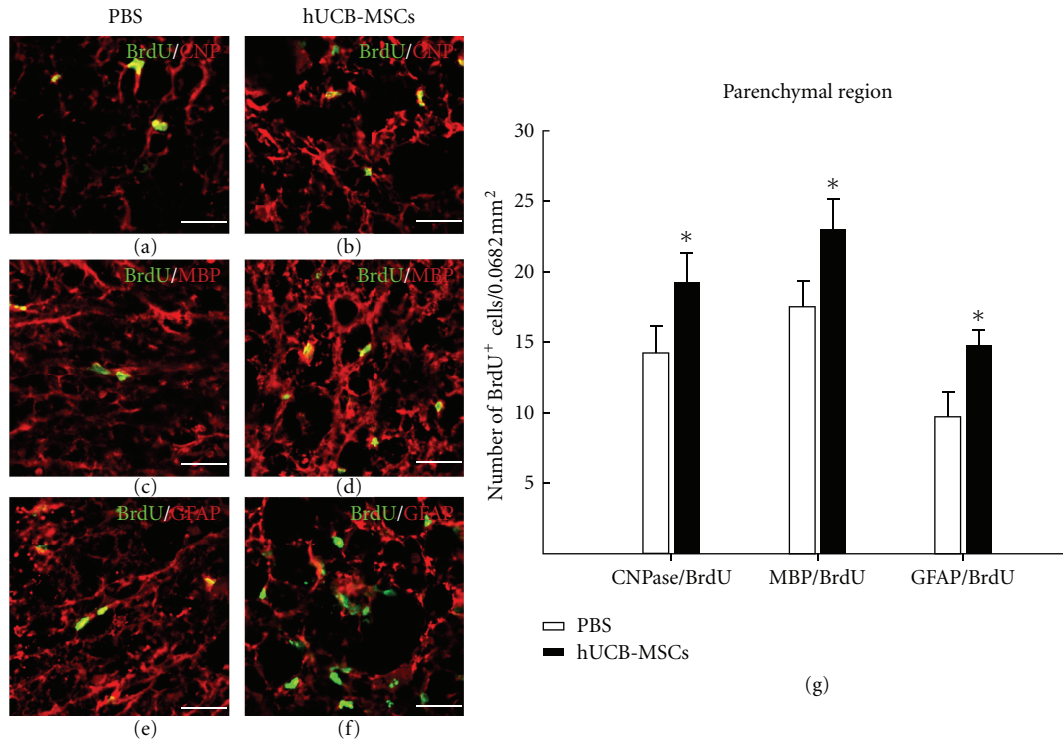 PBS
hUCB-MSCs
BrdU/CNP
BrdU/CNP
(a)
(b)
BrdU/MBP
BrdU/MBP
(c)
(d)
BrdU/GFAP
BrdU/GFAP
(e)
(f)
Parenchymal region
Number of BrdU⁺ cells/0.0682 mm²
30
25
20
15
10
5
*
*
*
CNPase/BrdU
MBP/BrdU
GFAP/BrdU
PBS
hUCB-MSCs
(g)